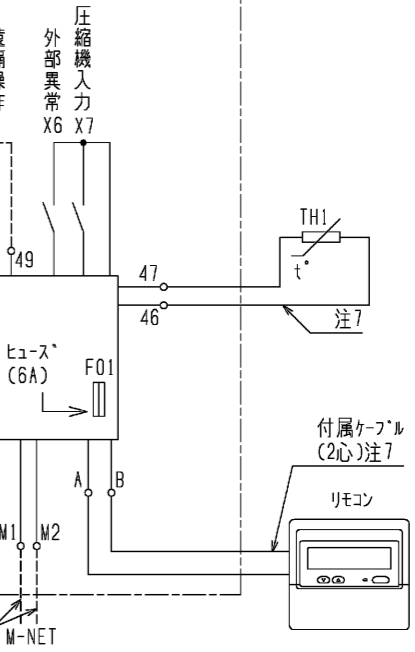 圧縮機入力
X7
外部異常
X6
49
TH1
t°
47
46
注7
ヒューズ
(6A)
F01
付属ケーブル
(2心)注7
A
B
リモコン
M1
M2
M-NET